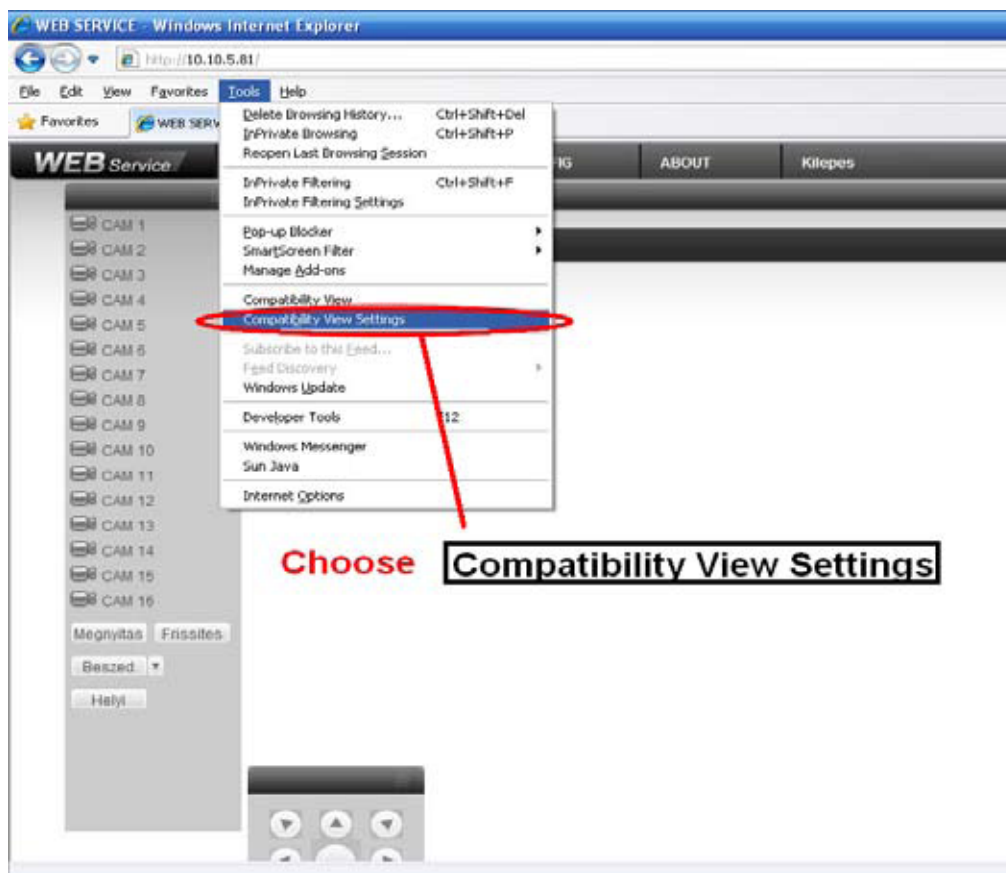 WEB SERVICE - Windows Internet Explorer
http://10.10.5.81/
File Edit View Favorites Tools Help
Favorites WEB SERV
Delete Browsing History... Ctrl+Shift+Del
InPrivate Browsing Ctrl+Shift+P
Reopen Last Browsing Session
InPrivate Filtering Ctrl+Shift+F
InPrivate Filtering Settings
Pop-up Blocker
SmartScreen Filter
Manage Add-ons
Compatibility View
Compatibility View Settings
Subscribe to this Feed...
Feed Discovery
Windows Update
Developer Tools F12
Windows Messenger
Sun Java
Internet Options
WEB Service IG ABOUT Kilepes
CAM 1
CAM 2
CAM 3
CAM 4
CAM 5
CAM 6
CAM 7
CAM 8
CAM 9
CAM 10
CAM 11
CAM 12
CAM 13
CAM 14
CAM 15
CAM 16
Megnyitas Frissites
Beszed
Helyi
Choose Compatibility View Settings